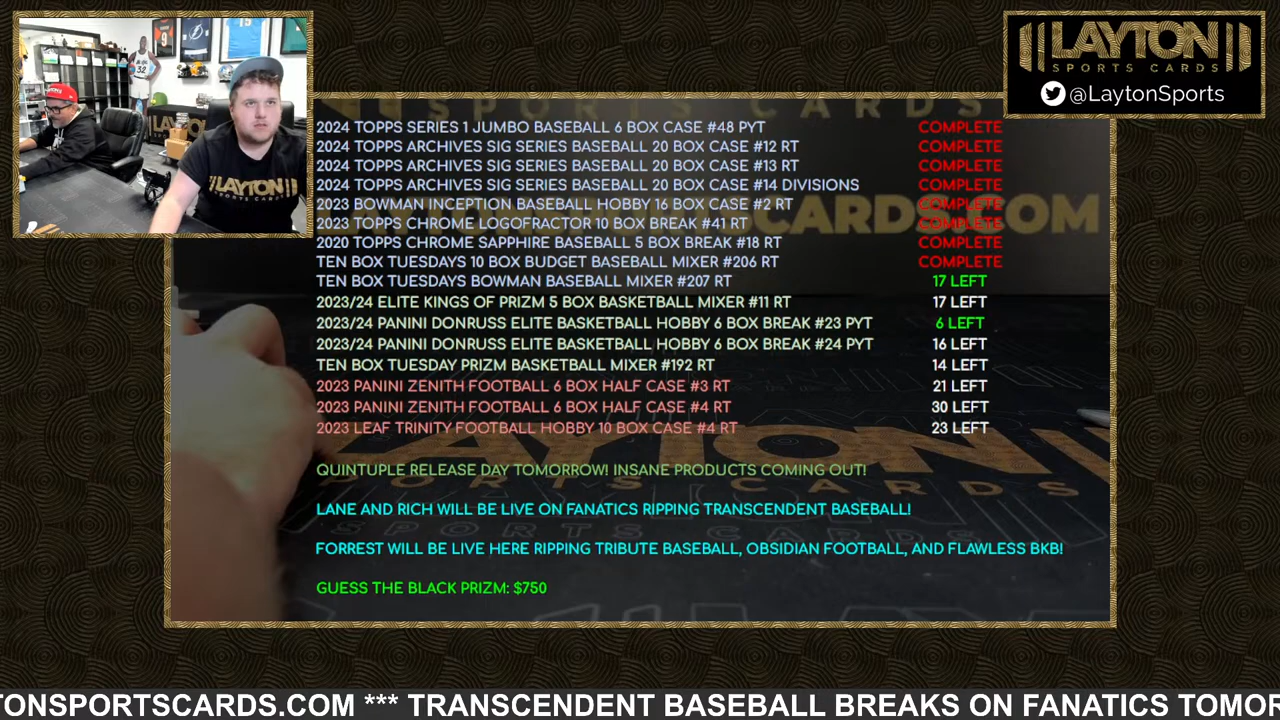 LAYTON
SPORTS CARDS
@LaytonSports
SPORTS CARDS
2024 TOPPS SERIES 1 JUMBO BASEBALL 6 BOX CASE #48 PYT COMPLETE
2024 TOPPS ARCHIVES SIG SERIES BASEBALL 20 BOX CASE #12 RT COMPLETE
2024 TOPPS ARCHIVES SIG SERIES BASEBALL 20 BOX CASE #13 RT COMPLETE
2024 TOPPS ARCHIVES SIG SERIES BASEBALL 20 BOX CASE #14 DIVISIONS COMPLETE
2023 BOWMAN INCEPTION BASEBALL HOBBY 16 BOX CASE #2 RT COMPLETE
2023 TOPPS CHROME LOGOFRACTOR 10 BOX BREAK #41 RT COMPLETE
2020 TOPPS CHROME SAPPHIRE BASEBALL 5 BOX BREAK #18 RT COMPLETE
TEN BOX TUESDAYS 10 BOX BUDGET BASEBALL MIXER #206 RT COMPLETE
TEN BOX TUESDAYS BOWMAN BASEBALL MIXER #207 RT 17 LEFT
2023/24 ELITE KINGS OF PRIZM 5 BOX BASKETBALL MIXER #11 RT 17 LEFT
2023/24 PANINI DONRUSS ELITE BASKETBALL HOBBY 6 BOX BREAK #23 PYT 6 LEFT
2023/24 PANINI DONRUSS ELITE BASKETBALL HOBBY 6 BOX BREAK #24 PYT 16 LEFT
TEN BOX TUESDAY PRIZM BASKETBALL MIXER #192 RT 14 LEFT
2023 PANINI ZENITH FOOTBALL 6 BOX HALF CASE #3 RT 21 LEFT
2023 PANINI ZENITH FOOTBALL 6 BOX HALF CASE #4 RT 30 LEFT
2023 LEAF TRINITY FOOTBALL HOBBY 10 BOX CASE #4 RT 23 LEFT
QUINTUPLE RELEASE DAY TOMORROW! INSANE PRODUCTS COMING OUT!
LANE AND RICH WILL BE LIVE ON FANATICS RIPPING TRANSCENDENT BASEBALL!
FORREST WILL BE LIVE HERE RIPPING TRIBUTE BASEBALL, OBSIDIAN FOOTBALL, AND FLAWLESS BKB!
GUESS THE BLACK PRIZM: $750
TONSPORTSCARDS.COM *** TRANSCENDENT BASEBALL BREAKS ON FANATICS TOMOR